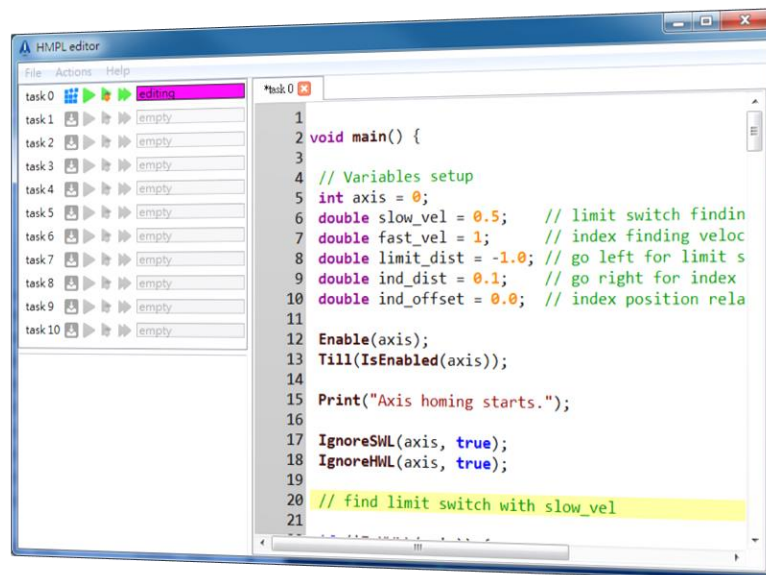 HMPL editor
File Actions Help
task 0 editing
task 1 empty
task 2 empty
task 3 empty
task 4 empty
task 5 empty
task 6 empty
task 7 empty
task 8 empty
task 9 empty
task 10 empty
*task 0
1
2 void main() {
3
4 // Variables setup
5 int axis = 0;
6 double slow_vel = 0.5; // limit switch findin
7 double fast_vel = 1; // index finding veloc
8 double limit_dist = -1.0; // go left for limit s
9 double ind_dist = 0.1; // go right for index
10 double ind_offset = 0.0; // index position rela
11
12 Enable(axis);
13 Till(IsEnabled(axis));
14
15 Print("Axis homing starts.");
16
17 IgnoreSWL(axis, true);
18 IgnoreHWL(axis, true);
19
20 // find limit switch with slow_vel
21